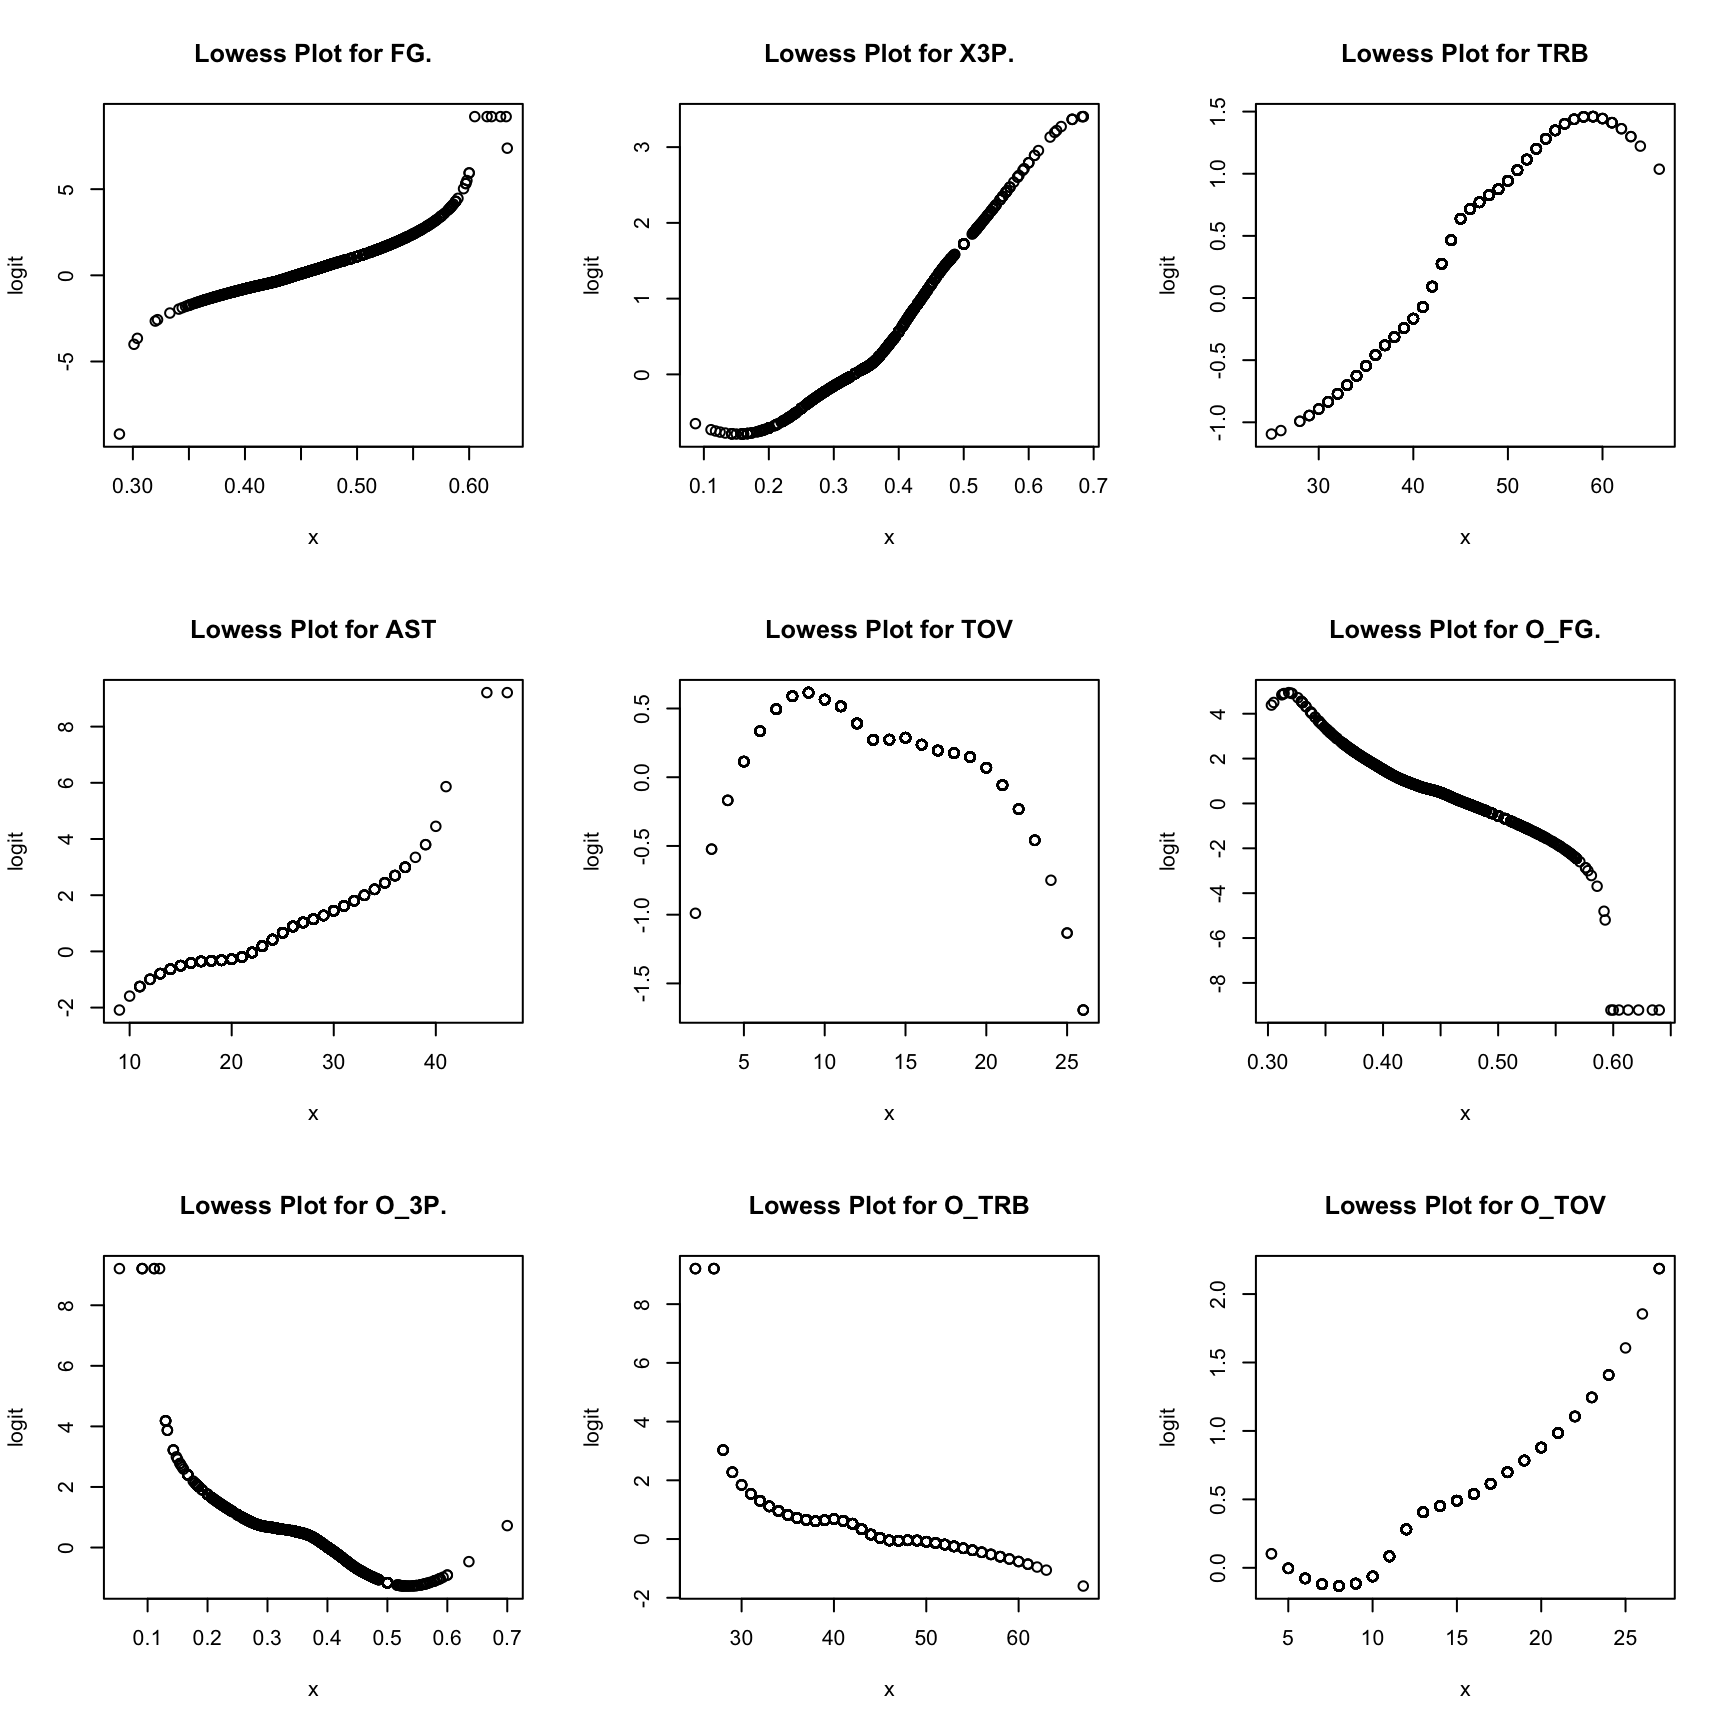 Lowess Plot for FG.
logit
5
0
-5
0.30 0.40 0.50 0.60
x
Lowess Plot for X3P.
logit
3
2
1
0
0.1 0.2 0.3 0.4 0.5 0.6 0.7
x
Lowess Plot for TRB
logit
1.5
1.0
0.5
0.0
-0.5
-1.0
30 40 50 60
x
Lowess Plot for AST
logit
8
6
4
2
0
-2
10 20 30 40
x
Lowess Plot for TOV
logit
0.5
0.0
-0.5
-1.0
-1.5
5 10 15 20 25
x
Lowess Plot for O_FG.
logit
4
2
0
-2
-4
-6
-8
0.30 0.40 0.50 0.60
x
Lowess Plot for O_3P.
logit
8
6
4
2
0
0.1 0.2 0.3 0.4 0.5 0.6 0.7
x
Lowess Plot for O_TRB
logit
8
6
4
2
0
-2
30 40 50 60
x
Lowess Plot for O_TOV
logit
2.0
1.5
1.0
0.5
0.0
5 10 15 20 25
x